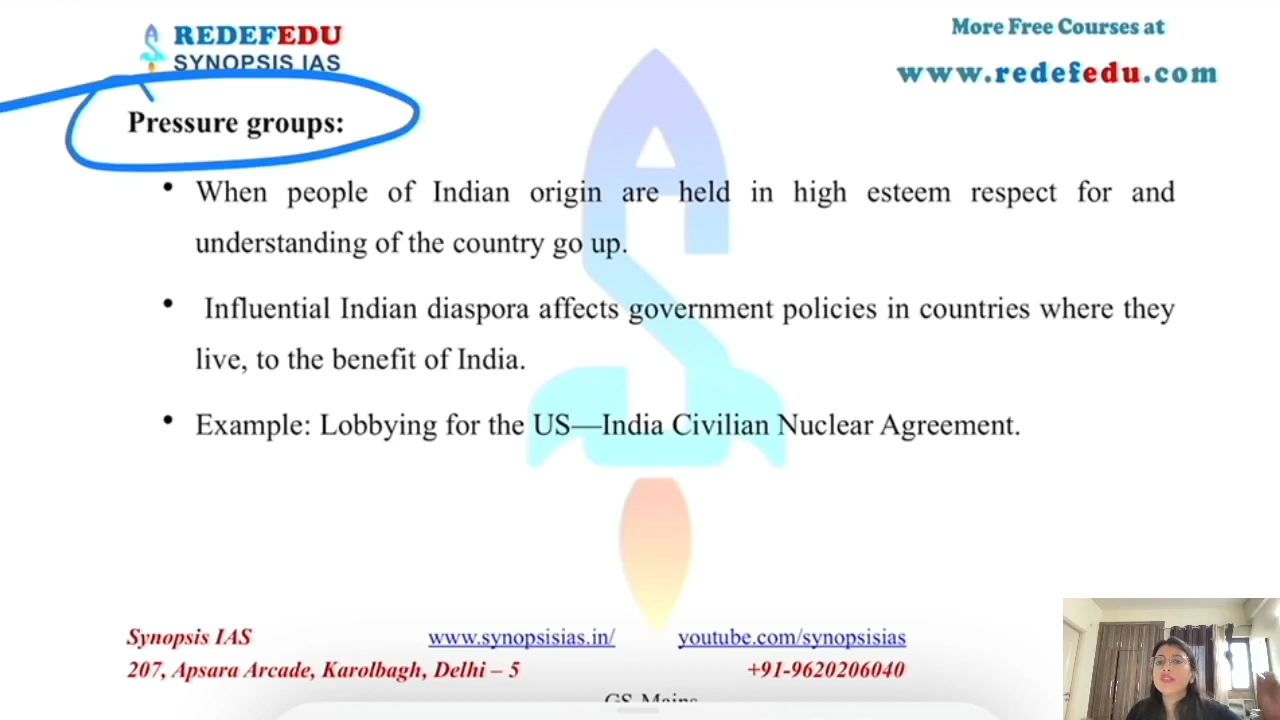 REDEFEDU
SYNOPSIS IAS
More Free Courses at
www.redefedu.com
Pressure groups:
• When people of Indian origin are held in high esteem respect for and
understanding of the country go up.
• Influential Indian diaspora affects government policies in countries where they
live, to the benefit of India.
• Example: Lobbying for the US—India Civilian Nuclear Agreement.
Synopsis IAS
www.synopsisias.in/
youtube.com/synopsisias
207, Apsara Arcade, Karolbagh, Delhi – 5
+91-9620206040
GS Mains